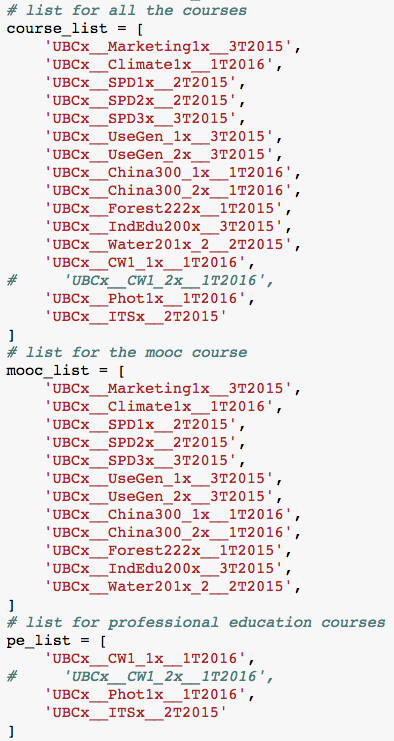 # list for all the courses
course_list = [
    'UBCx__Marketing1x__3T2015',
    'UBCx__Climate1x__1T2016',
    'UBCx__SPD1x__2T2015',
    'UBCx__SPD2x__2T2015',
    'UBCx__SPD3x__3T2015',
    'UBCx__UseGen_1x__3T2015',
    'UBCx__UseGen_2x__3T2015',
    'UBCx__China300_1x__1T2016',
    'UBCx__China300_2x__1T2016',
    'UBCx__Forest222x__1T2015',
    'UBCx__IndEdu200x__3T2015',
    'UBCx__Water201x_2__2T2015',
    'UBCx__CW1_1x__1T2016',
#     'UBCx__CW1_2x__1T2016',
    'UBCx__Phot1x__1T2016',
    'UBCx__ITSx__2T2015'
]
# list for the mooc course
mooc_list = [
    'UBCx__Marketing1x__3T2015',
    'UBCx__Climate1x__1T2016',
    'UBCx__SPD1x__2T2015',
    'UBCx__SPD2x__2T2015',
    'UBCx__SPD3x__3T2015',
    'UBCx__UseGen_1x__3T2015',
    'UBCx__UseGen_2x__3T2015',
    'UBCx__China300_1x__1T2016',
    'UBCx__China300_2x__1T2016',
    'UBCx__Forest222x__1T2015',
    'UBCx__IndEdu200x__3T2015',
    'UBCx__Water201x_2__2T2015',
]
# list for professional education courses
pe_list = [
    'UBCx__CW1_1x__1T2016',
#     'UBCx__CW1_2x__1T2016',
    'UBCx__Phot1x__1T2016',
    'UBCx__ITSx__2T2015'
]